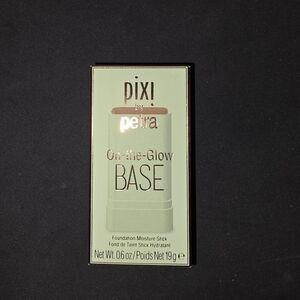 pixi
by
petra
On-the-Glow
BASE
Foundation Moisture Stick
Fond de Teint Stick Hydratant
Net Wt. 0.6 oz/Poids Net 19g ℮